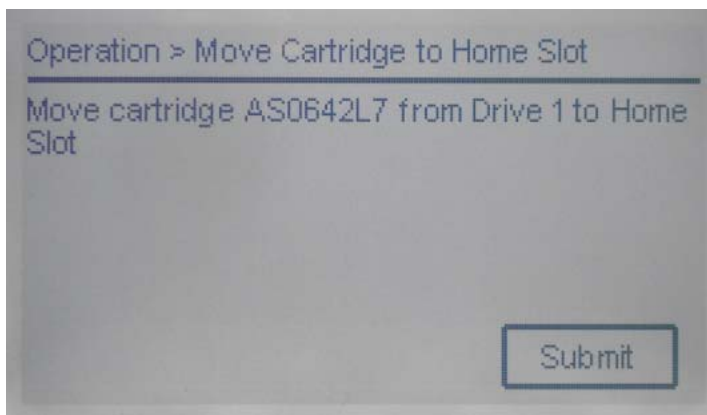 Operation > Move Cartridge to Home Slot
Move cartridge AS0642L7 from Drive 1 to Home
Slot
Submit